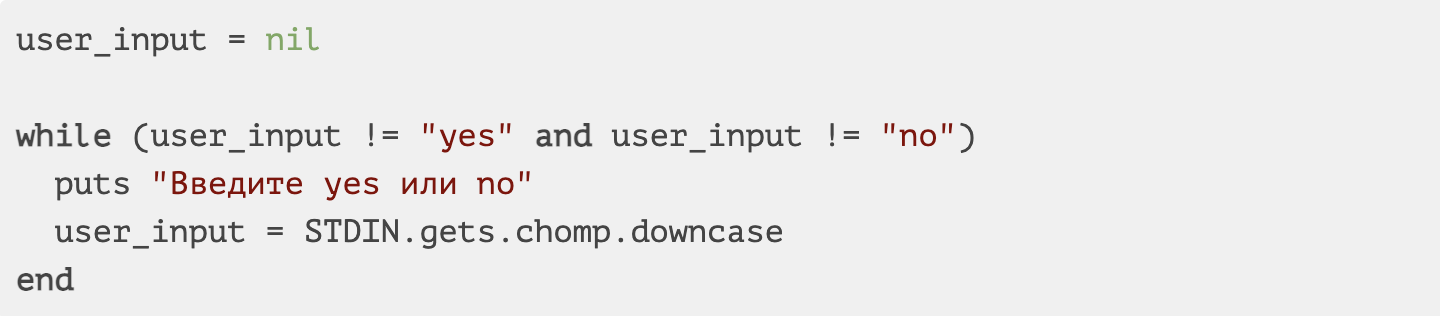 user_input = nil
while (user_input != "yes" and user_input != "no")
puts "Введите yes или no"
user_input = STDIN.gets.chomp.downcase
end